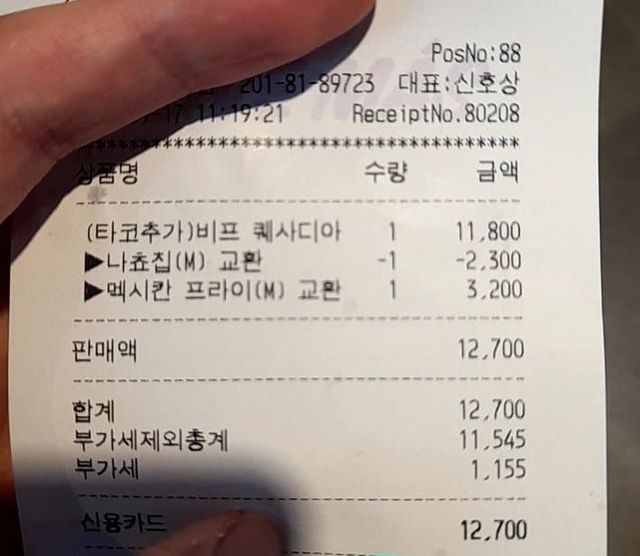 PosNo:88
201-81-89723 대표:신호상
-17 11:19:21 ReceiptNo.80208
****************************************
상품명 수량 금액
(타코추가)비프 퀘사디아 1 11,800
▶나쵸칩(M) 교환 -1 -2,300
▶멕시칸 프라이(M) 교환 1 3,200
판매액 12,700
합계 12,700
부가세제외총계 11,545
부가세 1,155
신용카드 12,700